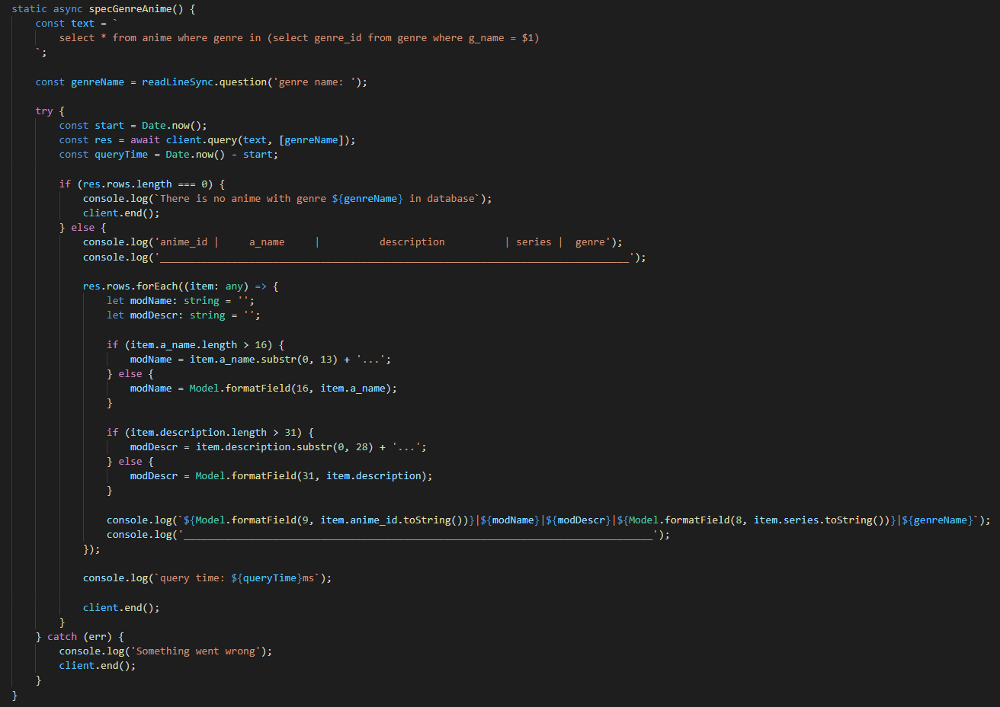 static async specGenreAnime() {
    const text = `
        select * from anime where genre in (select genre_id from genre where g_name = $1)
    `;

    const genreName = readLineSync.question('genre name: ');

    try {
        const start = Date.now();
        const res = await client.query(text, [genreName]);
        const queryTime = Date.now() - start;

        if (res.rows.length === 0) {
            console.log(`There is no anime with genre ${genreName} in database`);
            client.end();
        } else {
            console.log('anime_id |     a_name     |          description          | series |  genre');
            console.log('_______________________________________________________________________________');

            res.rows.forEach((item: any) => {
                let modName: string = '';
                let modDescr: string = '';

                if (item.a_name.length > 16) {
                    modName = item.a_name.substr(0, 13) + '...';
                } else {
                    modName = Model.formatField(16, item.a_name);
                }

                if (item.description.length > 31) {
                    modDescr = item.description.substr(0, 28) + '...';
                } else {
                    modDescr = Model.formatField(31, item.description);
                }

                console.log(`${Model.formatField(9, item.anime_id.toString())}|${modName}|${modDescr}|${Model.formatField(8, item.series.toString())}|${genreName}`);
                console.log('_______________________________________________________________________________');
            });

            console.log(`query time: ${queryTime}ms`);

            client.end();
        }
    } catch (err) {
        console.log('Something went wrong');
        client.end();
    }
}